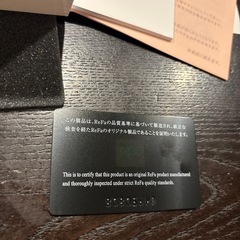 この製品は、ReFaの品質基準に基づいて製造され、厳正な
検査を経たReFaのオリジナル製品であることを証明いたします。
This is to certify that this product is an original ReFa product manufactured
and thoroughly inspected under strict ReFa quality standards.